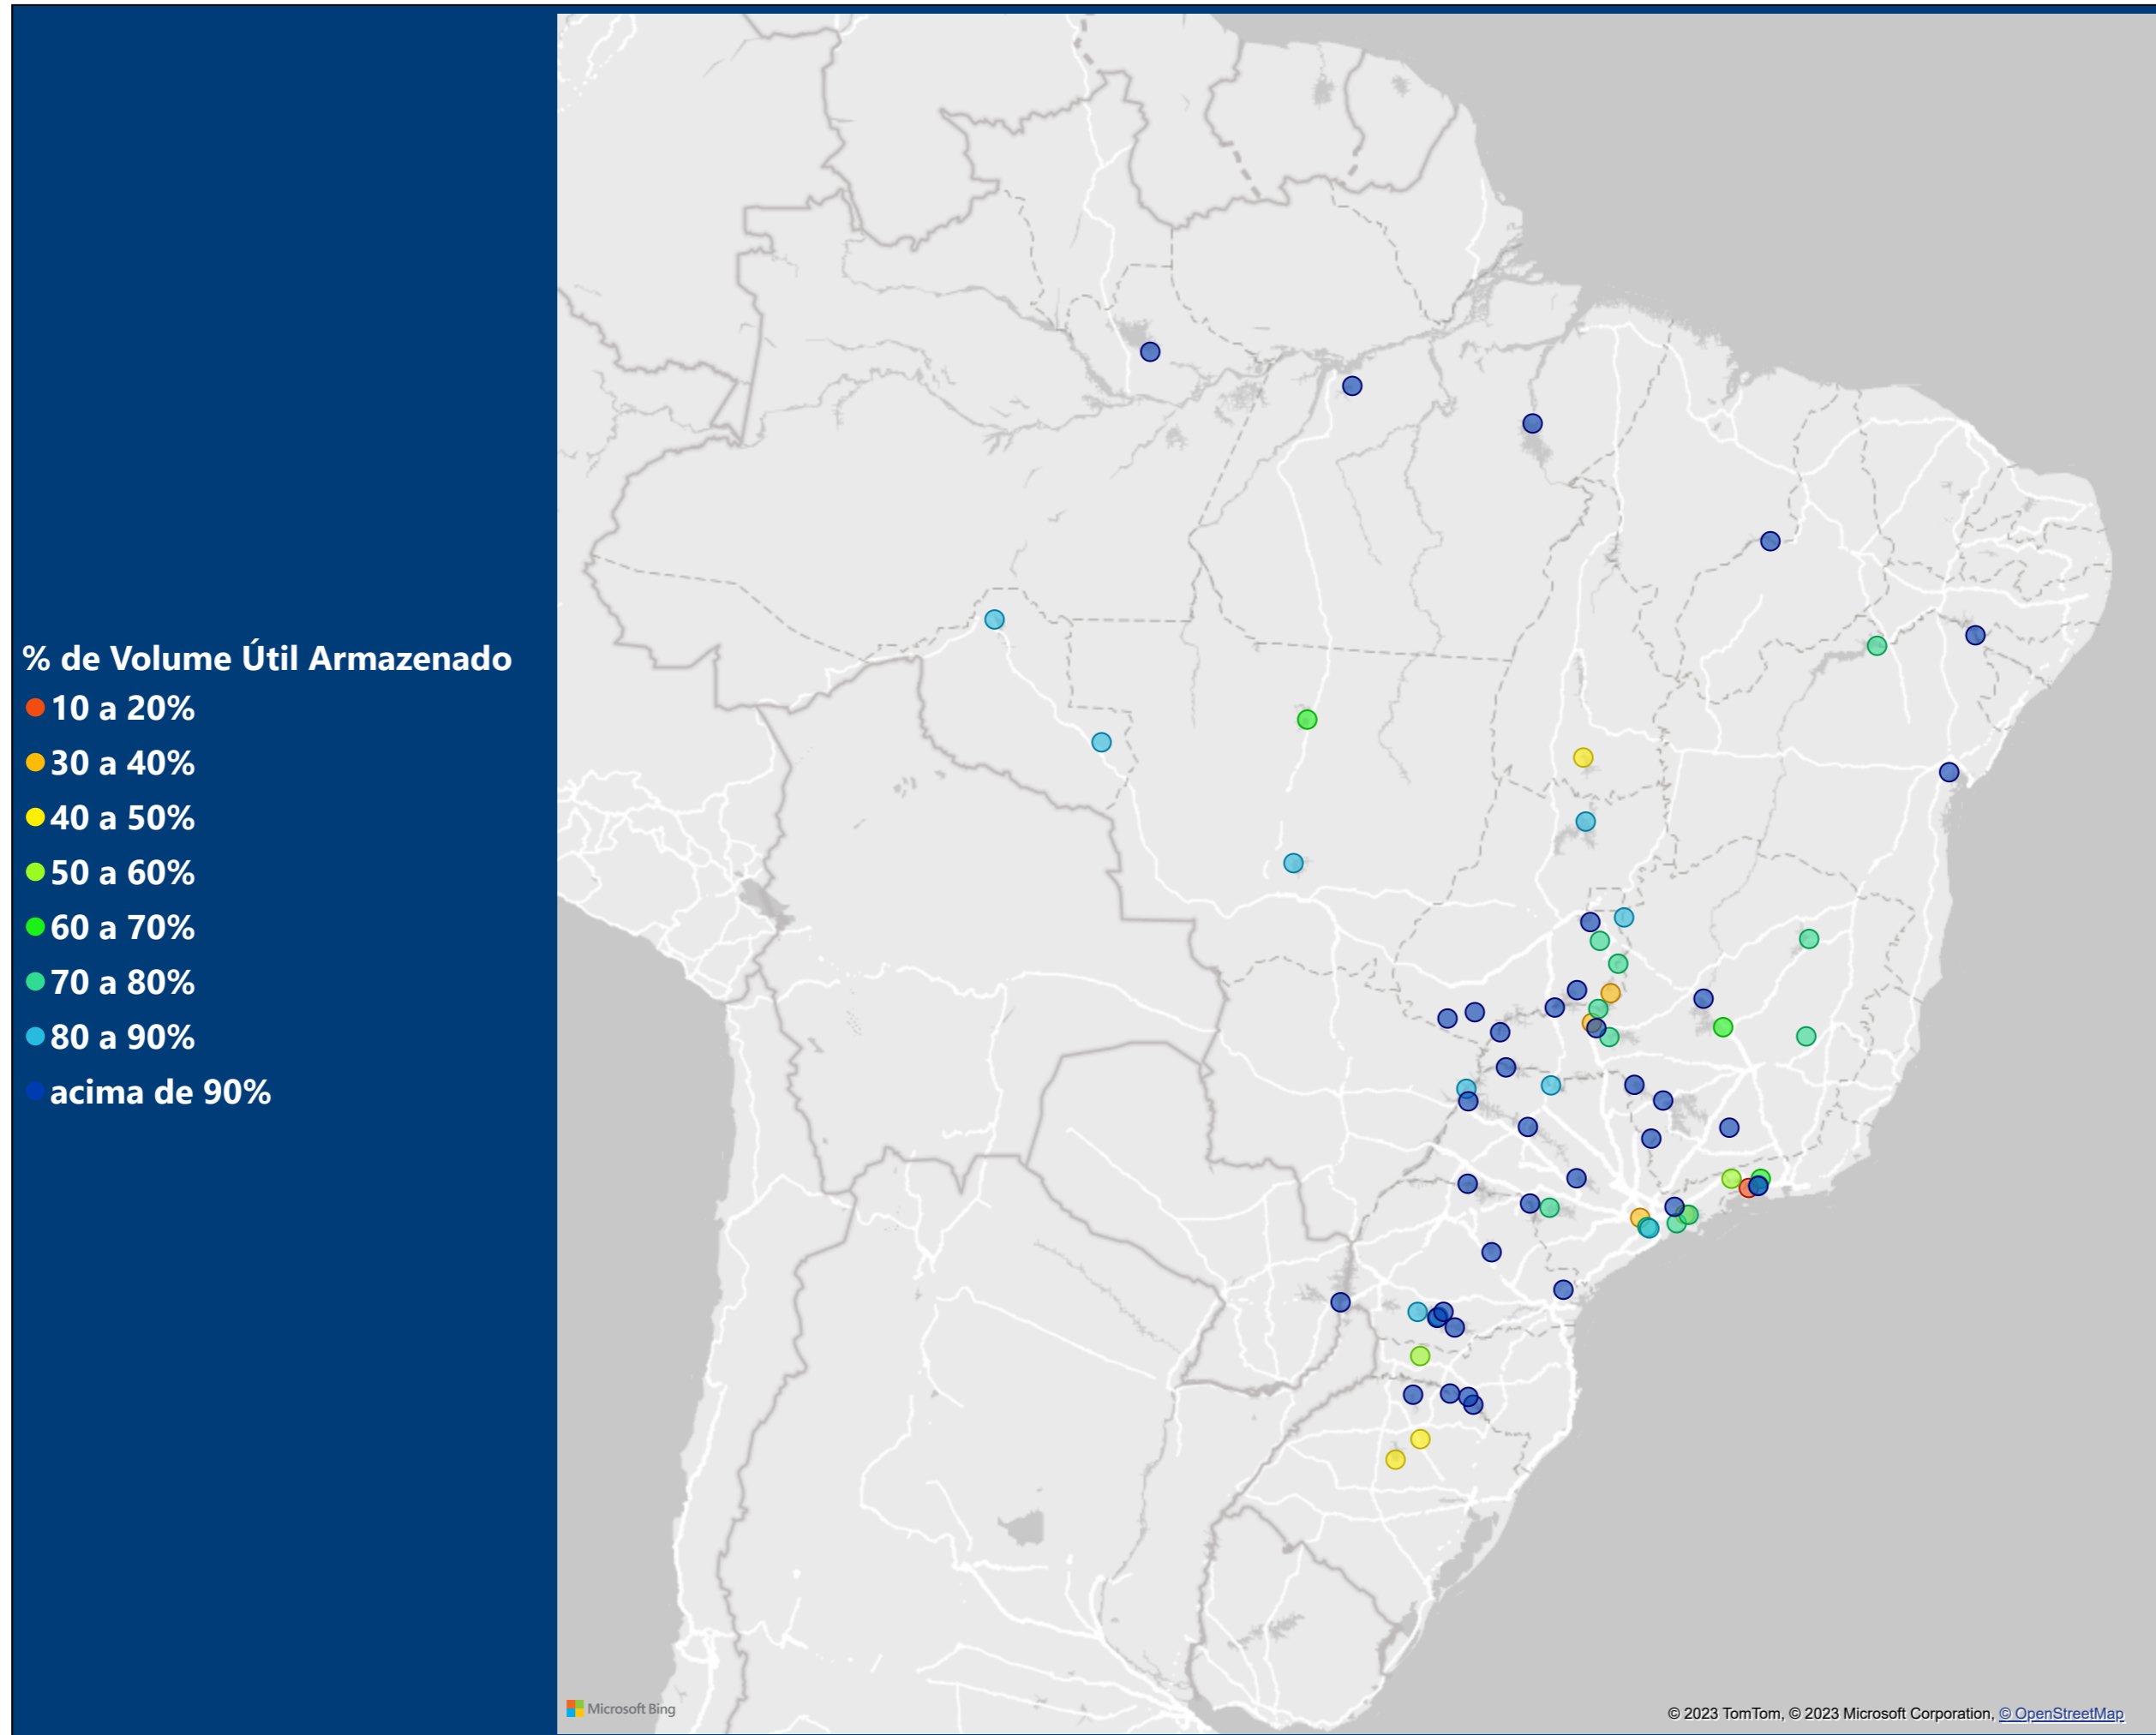 % de Volume Útil Armazenado
10 a 20%
30 a 40%
40 a 50%
50 a 60%
60 a 70%
70 a 80%
80 a 90%
acima de 90%
Microsoft Bing
© 2023 TomTom, © 2023 Microsoft Corporation, © OpenStreetMap